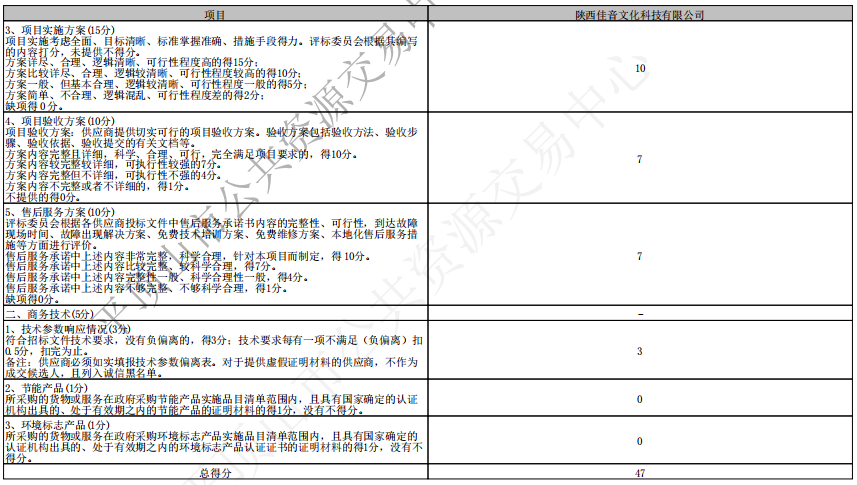 项目 陕西佳音文化科技有限公司
3、项目实施方案(15分)
项目实施考虑全面、目标清晰、标准掌握准确、措施手段得力。评标委员会根据其编写
的内容打分，未提供不得分。
方案详尽、合理、逻辑清晰、可行性程度高的得15分；
方案比较详尽、合理、逻辑较清晰、可行性程度较高的得10分；
方案一般、但基本合理、逻辑较清晰、可行性程度一般的得5分；
方案简单、不合理、逻辑混乱、可行性程度差的得2分；
缺项得０分。
10
4、项目验收方案(10分)
项目验收方案：供应商提供切实可行的项目验收方案。验收方案包括验收方法、验收步
骤、验收依据、验收提交的有关文档等。
方案内容完整且详细，科学、合理、可行，完全满足项目要求的，得10分。
方案内容较完整较详细，可执行性较强的7分。
方案内容完整但不详细，可执行性不强的4分。
方案内容不完整或者不详细的，得1分。
不提供的得0分。
7
5、售后服务方案(10分)
评标委员会根据各供应商投标文件中售后服务承诺书内容的完整性、可行性，到达故障
现场时间、故障出现解决方案、免费技术培训方案、免费维修方案、本地化售后服务措
施等方面进行评价。
售后服务承诺中上述内容非常完整，科学合理，针对本项目而制定，得 10分。
售后服务承诺中上述内容比较完整、较科学合理，得7分。
售后服务承诺中上述内容完整性一般、科学合理性一般，得4分。
售后服务承诺中上述内容不够完整、不够科学合理，得1分。
缺项得0分。
7
二、商务技术(5分) -
1、技术参数响应情况(3分)
符合招标文件技术要求，没有负偏离的，得3分；技术要求每有一项不满足（负偏离）扣
0.5分，扣完为止。
备注：供应商必须如实填报技术参数偏离表。对于提供虚假证明材料的供应商，不作为
成交候选人，且列入诚信黑名单。
3
2、节能产品(1分)
所采购的货物或服务在政府采购节能产品实施品目清单范围内，且具有国家确定的认证
机构出具的、处于有效期之内的节能产品的证明材料的得1分，没有不得分。
0
3、环境标志产品(1分)
所采购的货物或服务在政府采购环境标志产品实施品目清单范围内，且具有国家确定的
认证机构出具的、处于有效期之内的环境标志产品认证证书的证明材料的得1分，没有不
得分。
0
总得分 47
平顶山市公共资源交易中心
公共资源交易中心